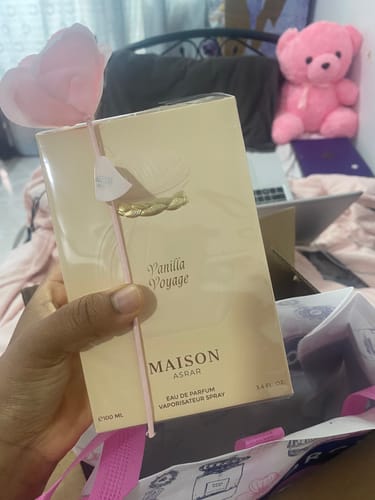 Vanilla
Voyage
MAISON
ASRAR
EAU DE PARFUM
VAPORISATEUR SPRAY
℮100 ML
3.4 FL OZ.